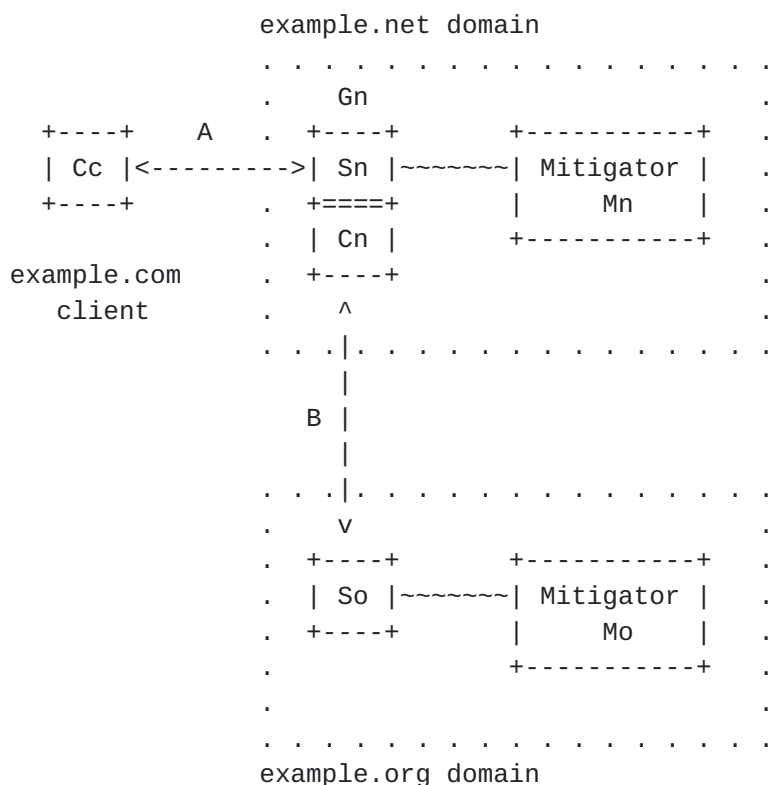 example.net domain
                . . . . . . . . . . . . . . . . .
                .    Gn                         .
  +----+    A   .  +----+       +-----------+   .
  | Cc |<--------->| Sn |~~~~~~~| Mitigator |   .
  +----+        .  +====+       |     Mn    |   .
                .  | Cn |       +-----------+   .
example.com     .  +----+                       .
   client       .    ^                          .
                . . .|. . . . . . . . . . . . . .
                     |
                   B |
                     |
                . . .|. . . . . . . . . . . . . .
                .    v                          .
                .  +----+       +-----------+   .
                .  | So |~~~~~~~| Mitigator |   .
                .  +----+       |     Mo    |   .
                .               +-----------+   .
                .                               .
                . . . . . . . . . . . . . . . . .
                example.org domain